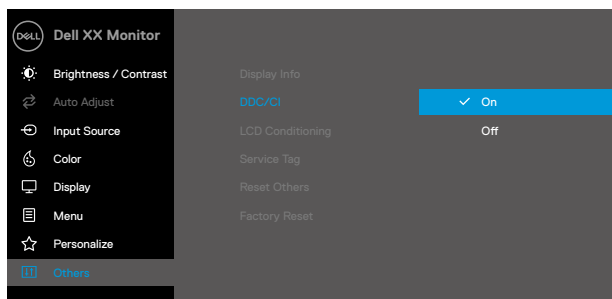 DELL Dell XX Monitor
Brightness / Contrast Display Info
Auto Adjust DDC/CI On
Input Source LCD Conditioning Off
Color Service Tag
Display Reset Others
Menu Factory Reset
Personalize
Others